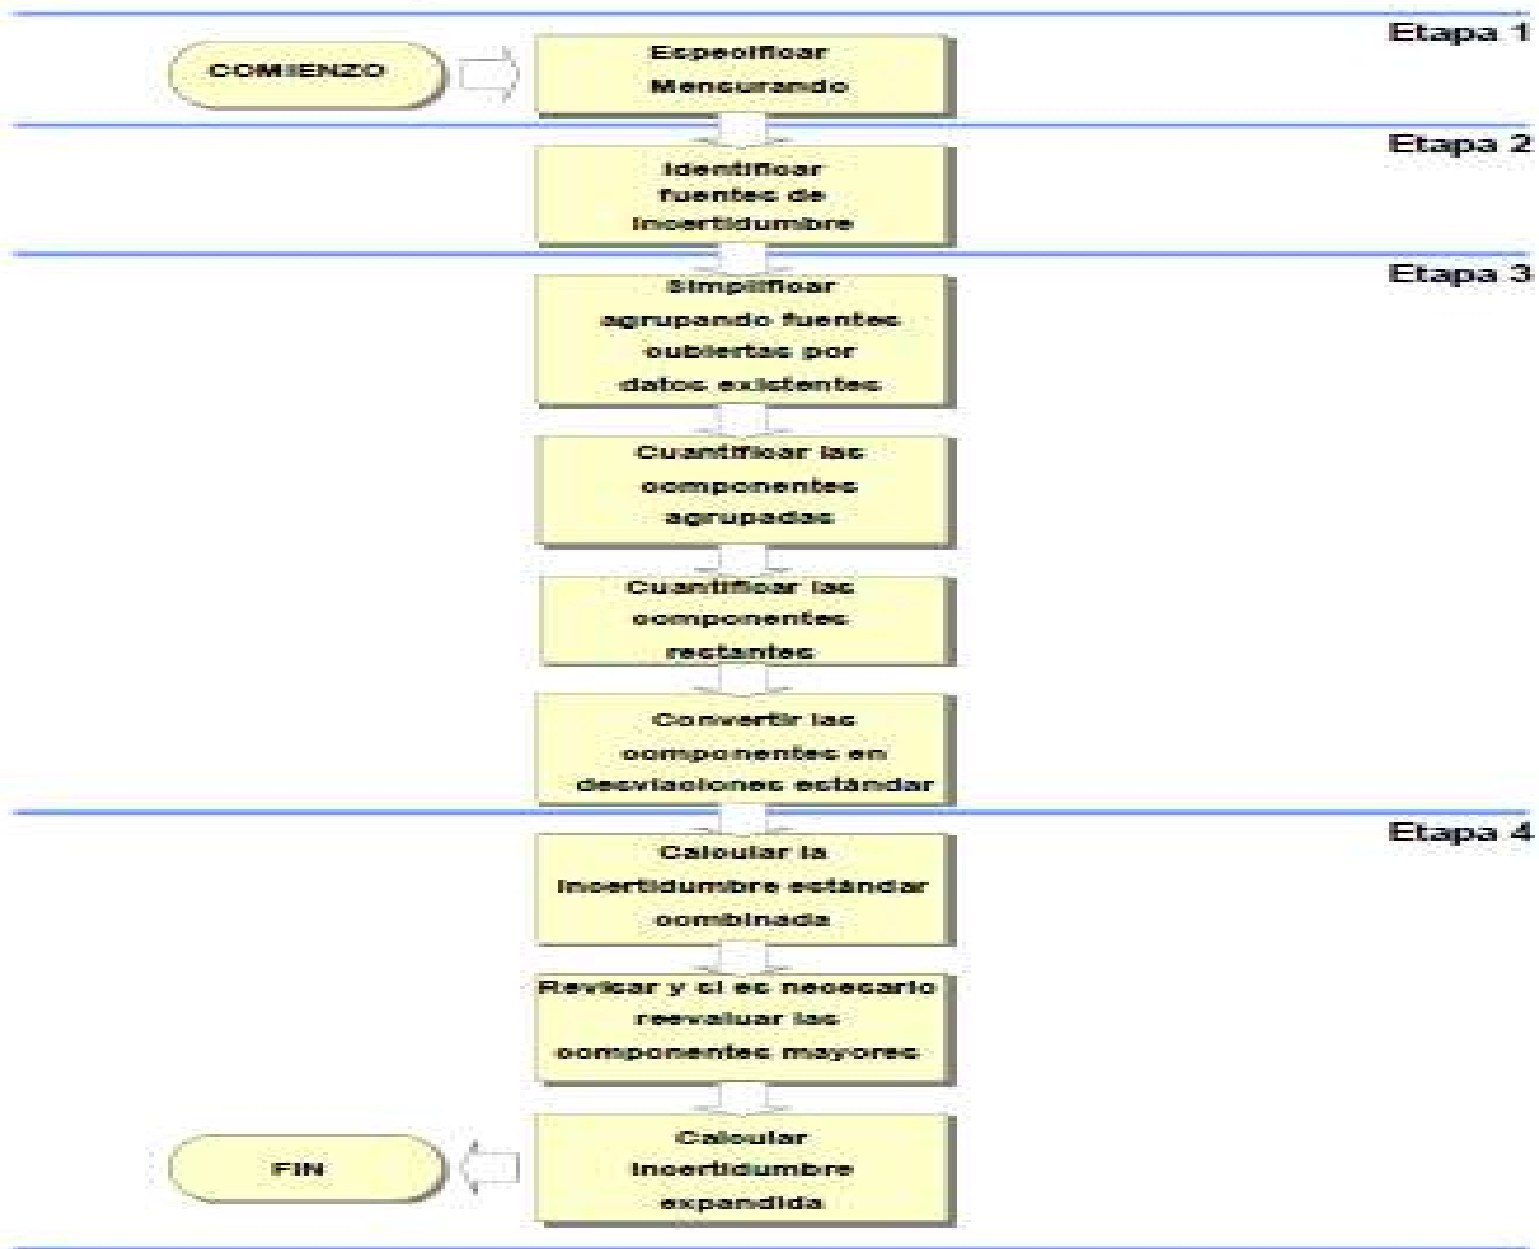 Etapa 1
COMIENZO
Especificar
Mensurando
Etapa 2
Identificar
fuentes de
incertidumbre
Etapa 3
Simplificar
agrupando fuentes
cubiertas por
datos existentes
Cuantificar las
componentes
agrupadas
Cuantificar las
componentes
restantes
Convertir las
componentes en
desviaciones estándar
Etapa 4
Calcular la
incertidumbre estándar
combinada
Revisar y si es necesario
reevaluar las
componentes mayores
Calcular
incertidumbre
expandida
FIN